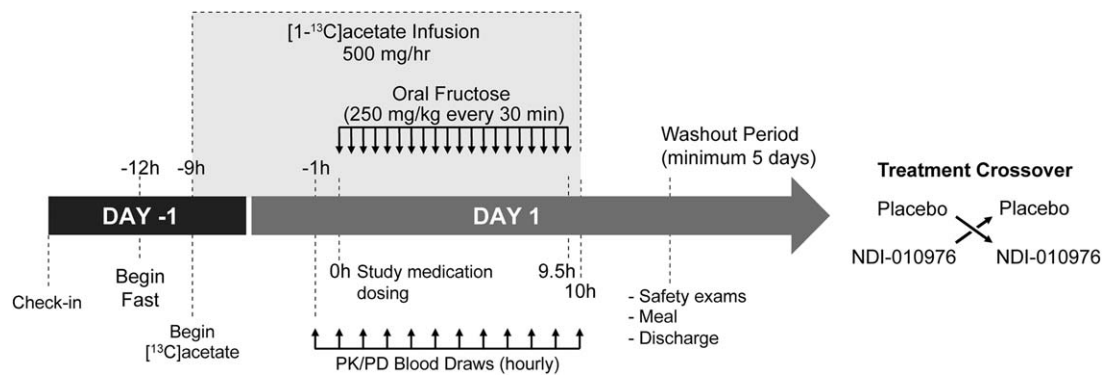 [1-¹³C]acetate Infusion
500 mg/hr
Oral Fructose
(250 mg/kg every 30 min)
-12h
-9h
-1h
Washout Period
(minimum 5 days)
DAY -1
DAY 1
0h Study medication
dosing
9.5h
10h
Check-in
Begin
Fast
Begin
[¹³C]acetate
PK/PD Blood Draws (hourly)
- Safety exams
- Meal
- Discharge
Treatment Crossover
Placebo Placebo
NDI-010976 NDI-010976